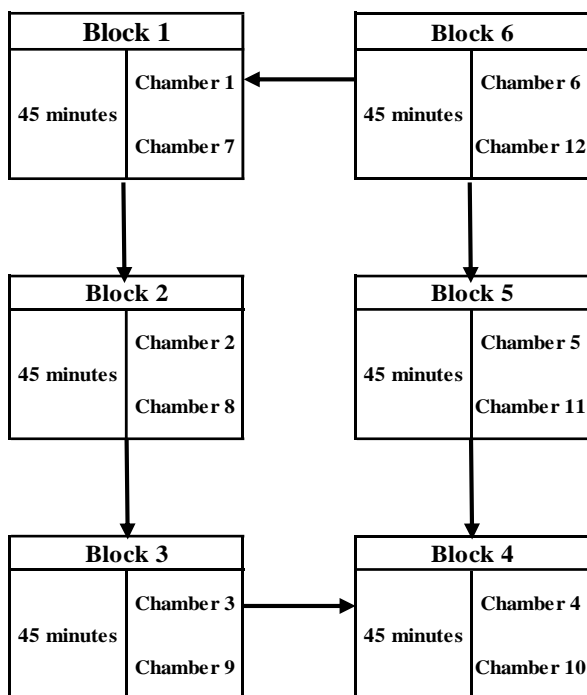 Block 1
45 minutes
Chamber 1
Chamber 7
Block 6
45 minutes
Chamber 6
Chamber 12
Block 2
45 minutes
Chamber 2
Chamber 8
Block 5
45 minutes
Chamber 5
Chamber 11
Block 3
45 minutes
Chamber 3
Chamber 9
Block 4
45 minutes
Chamber 4
Chamber 10